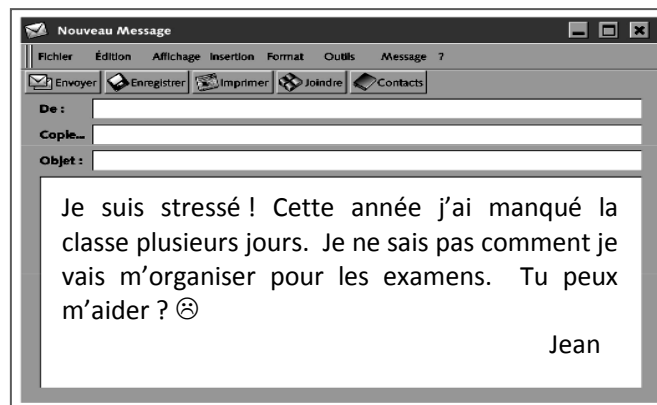 Nouveau Message
Fichier Édition Affichage Insertion Format Outils Message ?
Envoyer Enregistrer Imprimer Joindre Contacts
De :
Copie...
Objet :
Je suis stressé ! Cette année j’ai manqué la
classe plusieurs jours. Je ne sais pas comment je
vais m’organiser pour les examens. Tu peux
m’aider ? ☹
Jean